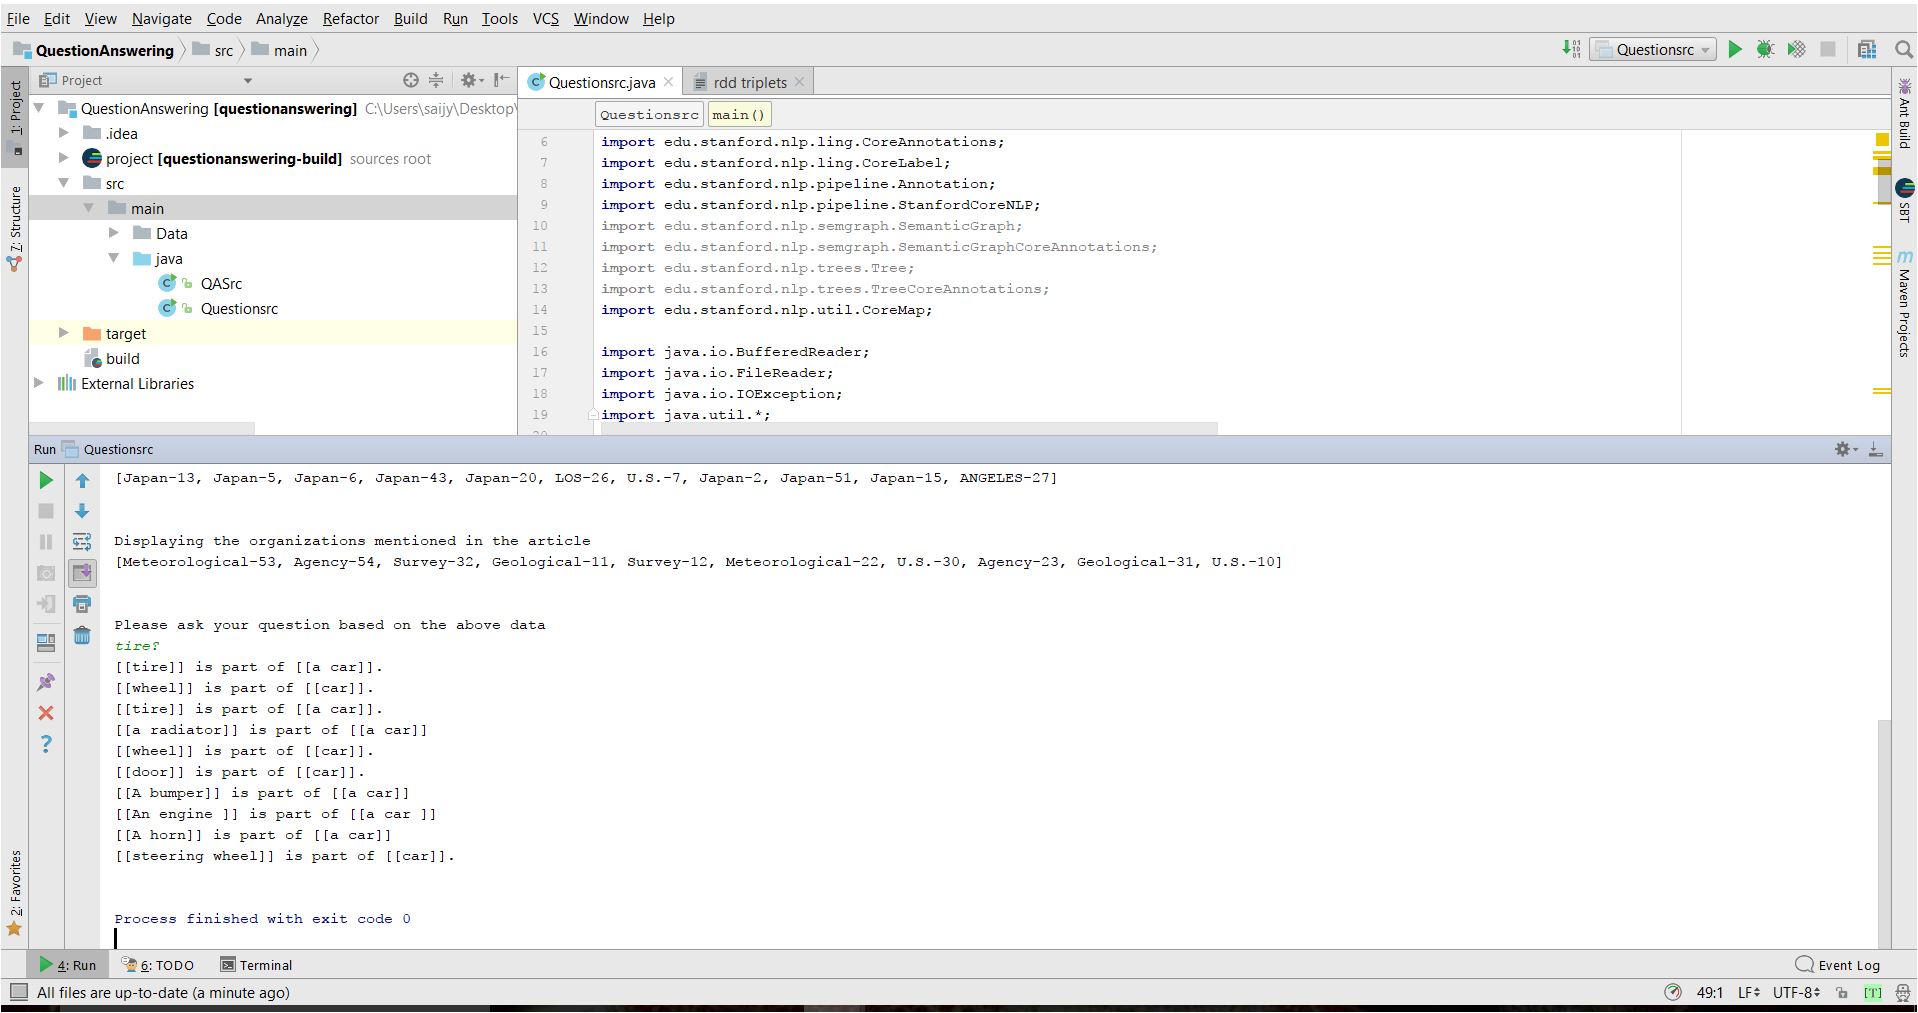 File Edit View Navigate Code Analyze Refactor Build Run Tools VCS Window Help
QuestionAnswering src main Questionsrc
Project
Questionsrc.java rdd triplets
1: Project
7: Structure
2: Favorites
QuestionAnswering [questionanswering] C:\Users\saijy\Desktop\
.idea
project [questionanswering-build] sources root
src
main
Data
java
QASrc
Questionsrc
target
build
External Libraries
Questionsrc main()
6 import edu.stanford.nlp.ling.CoreAnnotations;
7 import edu.stanford.nlp.ling.CoreLabel;
8 import edu.stanford.nlp.pipeline.Annotation;
9 import edu.stanford.nlp.pipeline.StanfordCoreNLP;
10 import edu.stanford.nlp.semgraph.SemanticGraph;
11 import edu.stanford.nlp.semgraph.SemanticGraphCoreAnnotations;
12 import edu.stanford.nlp.trees.Tree;
13 import edu.stanford.nlp.trees.TreeCoreAnnotations;
14 import edu.stanford.nlp.util.CoreMap;
15
16 import java.io.BufferedReader;
17 import java.io.FileReader;
18 import java.io.IOException;
19 import java.util.*;
Ant Build
SBT
Maven Projects
Run Questionsrc
[Japan-13, Japan-5, Japan-6, Japan-43, Japan-20, LOS-26, U.S.-7, Japan-2, Japan-51, Japan-15, ANGELES-27]
Displaying the organizations mentioned in the article
[Meteorological-53, Agency-54, Survey-32, Geological-11, Survey-12, Meteorological-22, U.S.-30, Agency-23, Geological-31, U.S.-10]
Please ask your question based on the above data
tire?
[[tire]] is part of [[a car]].
[[wheel]] is part of [[car]].
[[tire]] is part of [[a car]].
[[a radiator]] is part of [[a car]]
[[wheel]] is part of [[car]].
[[door]] is part of [[car]].
[[A bumper]] is part of [[a car]]
[[An engine ]] is part of [[a car ]]
[[A horn]] is part of [[a car]]
[[steering wheel]] is part of [[car]].
Process finished with exit code 0
4: Run 6: TODO Terminal Event Log
All files are up-to-date (a minute ago) 49:1 LF UTF-8 [T]